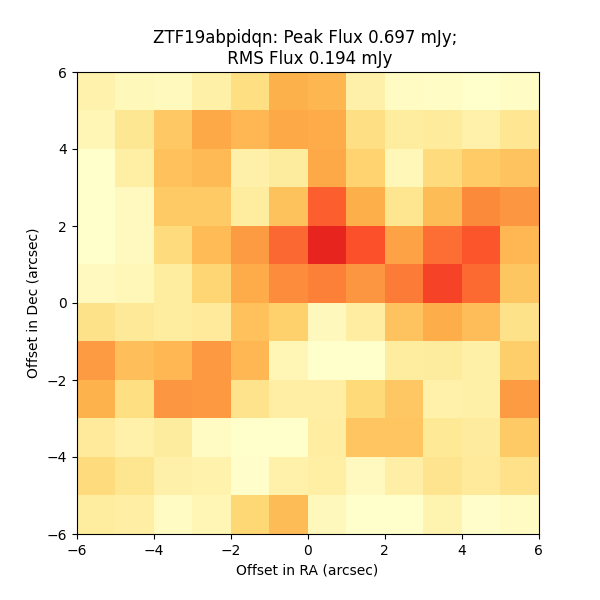 ZTF19abpidqn: Peak Flux 0.697 mJy;
RMS Flux 0.194 mJy
6
4
2
0
−2
−4
−6
Offset in Dec (arcsec)
−6 −4 −2 0 2 4 6
Offset in RA (arcsec)